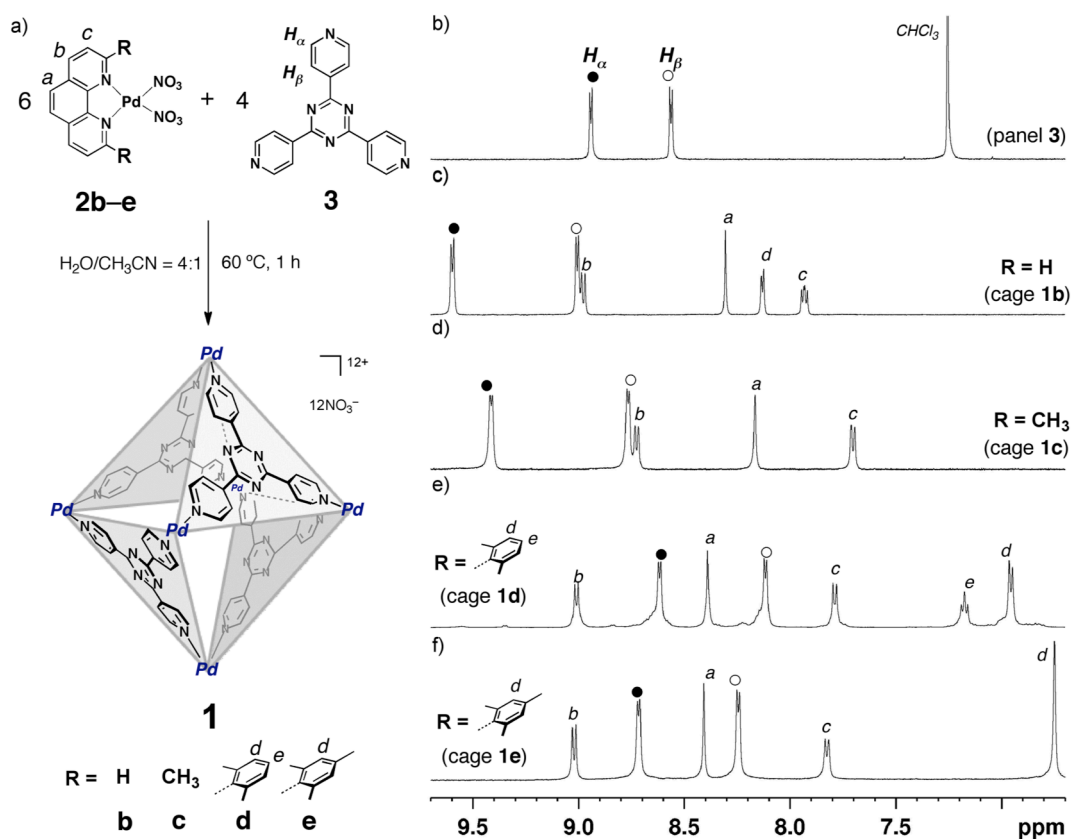 a)
b
c
R
a
N
N
Pd
NO₃
NO₃
R
6
2b–e
+
4
Hα
Hβ
N
N
N
N
N
N
3
H₂O/CH₃CN = 4:1
60 ºC, 1 h
Pd
Pd
Pd
Pd
Pd
Pd
12+
12NO₃⁻
1
R = H CH₃ d e d
b c d e
b)
Hα
Hβ
CHCl₃
(panel 3)
c)
b
a
d
c
R = H
(cage 1b)
d)
b
a
c
R = CH₃
(cage 1c)
e)
R =
d
e
(cage 1d)
b
a
c
e
d
f)
R =
d
(cage 1e)
b
a
c
d
9.5 9.0 8.5 8.0 7.5 ppm